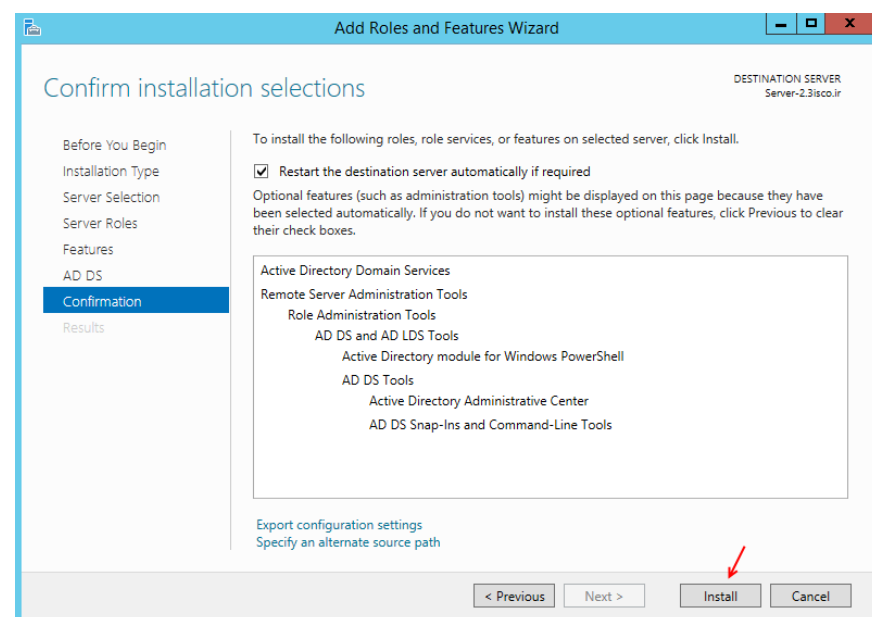 Add Roles and Features Wizard
Confirm installation selections
DESTINATION SERVER
Server-2.3isco.ir
Before You Begin
Installation Type
Server Selection
Server Roles
Features
AD DS
Confirmation
Results
To install the following roles, role services, or features on selected server, click Install.
Restart the destination server automatically if required
Optional features (such as administration tools) might be displayed on this page because they have
been selected automatically. If you do not want to install these optional features, click Previous to clear
their check boxes.
Active Directory Domain Services
Remote Server Administration Tools
Role Administration Tools
AD DS and AD LDS Tools
Active Directory module for Windows PowerShell
AD DS Tools
Active Directory Administrative Center
AD DS Snap-Ins and Command-Line Tools
Export configuration settings
Specify an alternate source path
< Previous
Next >
Install
Cancel